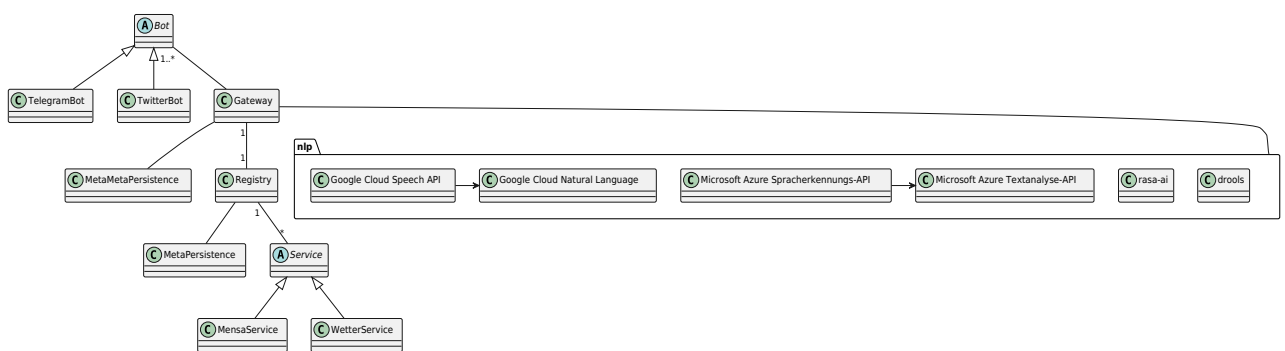 A Bot
1..*
C TelegramBot
C TwitterBot
C Gateway
1
1
nlp
C MetaMetaPersistence
C Registry
C Google Cloud Speech API
C Google Cloud Natural Language
C Microsoft Azure Spracherkennungs-API
C Microsoft Azure Textanalyse-API
C rasa-ai
C drools
1
*
C MetaPersistence
A Service
C MensaService
C WetterService